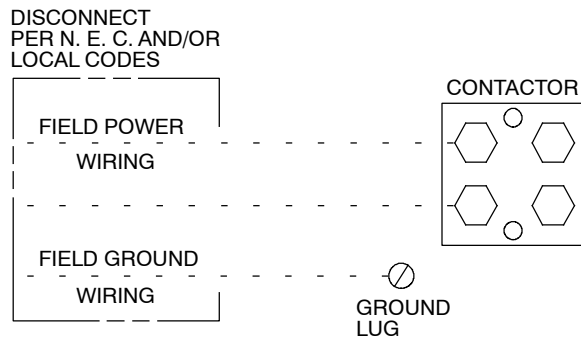 DISCONNECT
PER N. E. C. AND/OR
LOCAL CODES
CONTACTOR
FIELD POWER
WIRING
FIELD GROUND
WIRING
GROUND
LUG